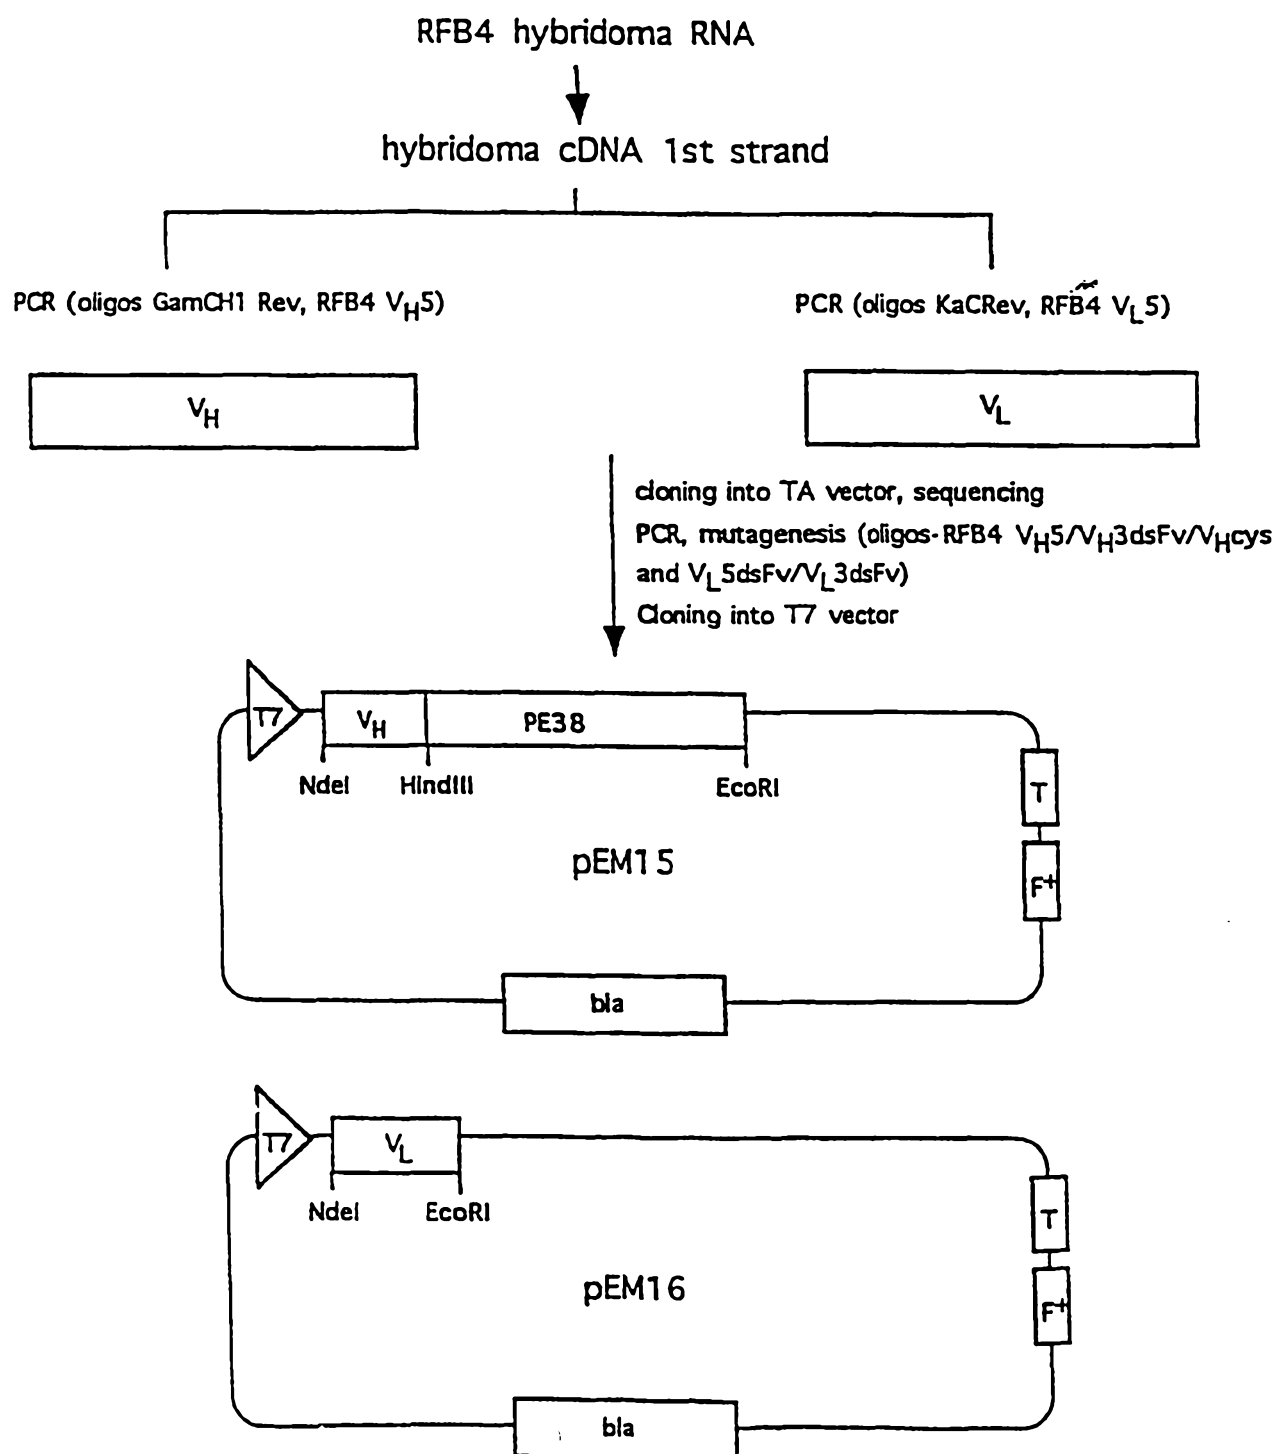 RFB4 hybridoma RNA
hybridoma cDNA 1st strand
PCR (oligos GamCH1 Rev, RFB4 VH5)
PCR (oligos KaCRev, RFB4 VL5)
VH
VL
cloning into TA vector, sequencing
PCR, mutagenesis (oligos-RFB4 VH5/VH3dsFv/VHcys
and VL5dsFv/VL3dsFv)
Cloning into T7 vector
T7
VH
PE38
NdeI
HindIII
EcoRI
T
pEM15
F+
bla
T7
VL
NdeI
EcoRI
T
pEM16
F+
bla